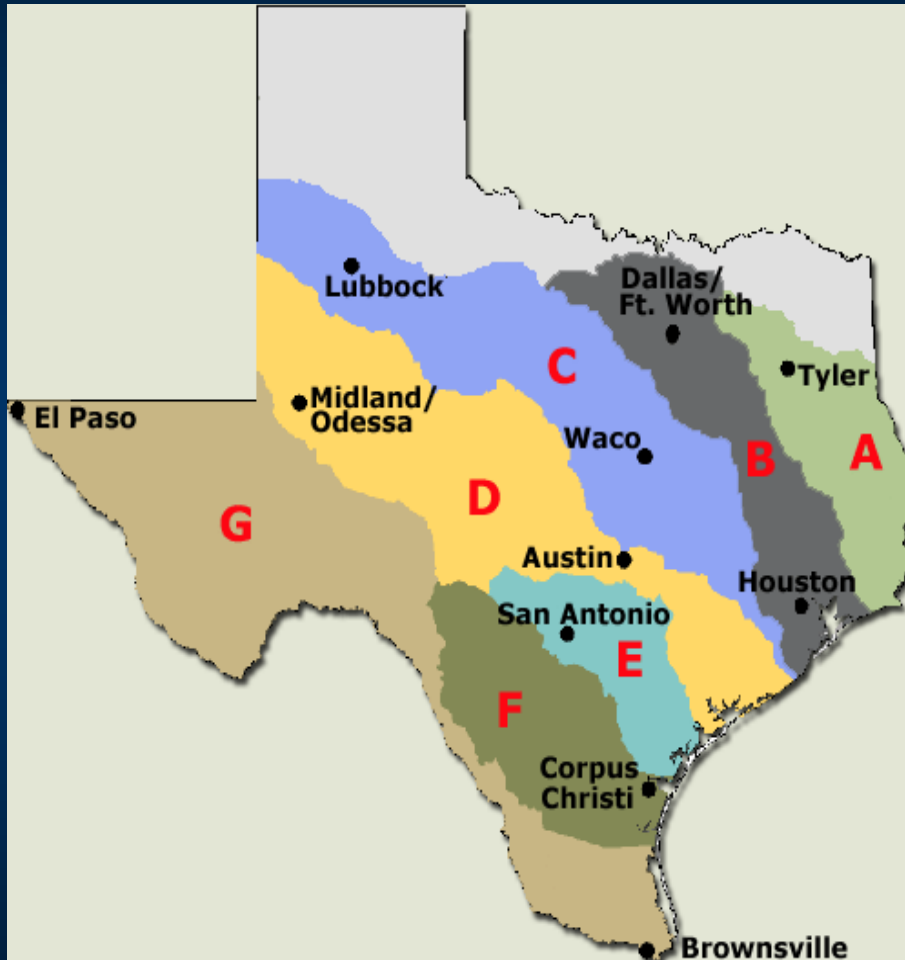 Dallas/
Ft. Worth
Lubbock
C
Tyler
Midland/
Odessa
El Paso
Waco
B
A
D
G
Austin
Houston
San Antonio
E
F
Corpus
Christi
Brownsville